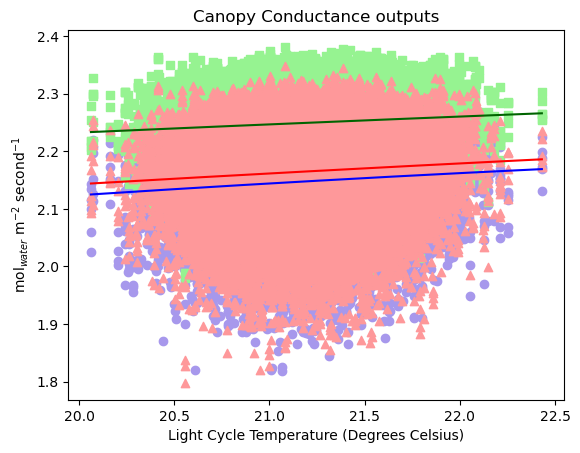 Canopy Conductance outputs
2.4
2.3
2.2
2.1
2.0
1.9
1.8
mol_water m⁻² second⁻¹
20.0 20.5 21.0 21.5 22.0 22.5
Light Cycle Temperature (Degrees Celsius)